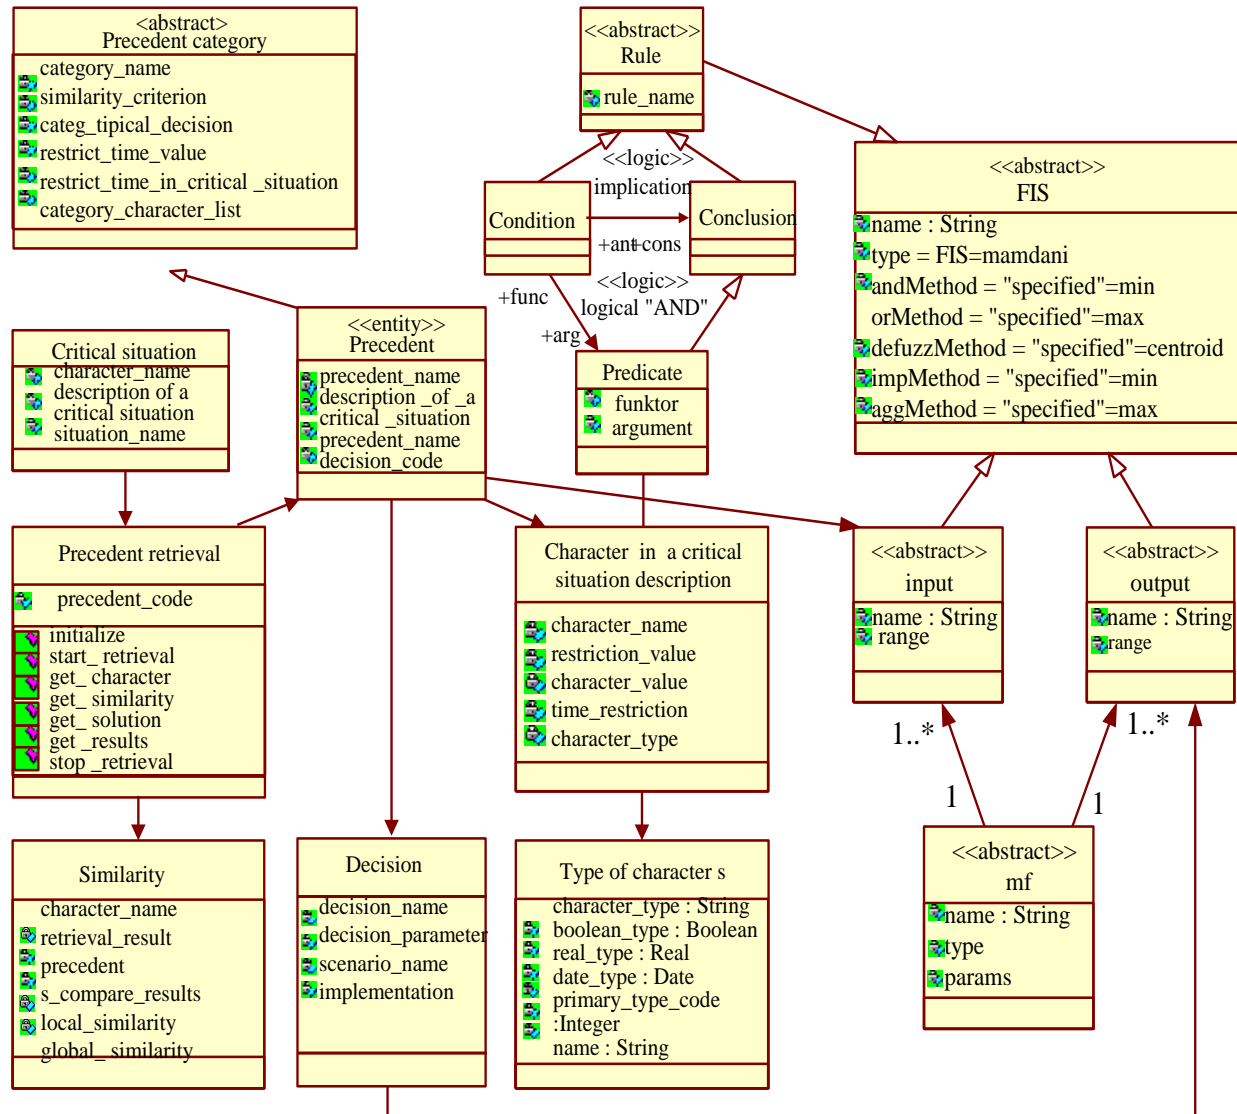 <abstract>
Precedent category
category_name
similarity_criterion
categ_tipical_decision
restrict_time_value
restrict_time_in_critical _situation
category_character_list
<<abstract>>
Rule
rule_name
<<logic>>
implication
Condition
Conclusion
+ant+cons
<<logic>>
logical "AND"
+func
+arg
Predicate
funktor
argument
<<abstract>>
FIS
name : String
type = FIS=mamdani
andMethod = "specified"=min
orMethod = "specified"=max
defuzzMethod = "specified"=centroid
impMethod = "specified"=min
aggMethod = "specified"=max
Critical situation
character_name
description of a
critical situation
situation_name
<<entity>>
Precedent
precedent_name
description _of _a
critical _situation
precedent_name
decision_code
Precedent retrieval
precedent_code
initialize
start_ retrieval
get_ character
get_ similarity
get_ solution
get _results
stop _retrieval
Character in a critical
situation description
character_name
restriction_value
character_value
time_restriction
character_type
<<abstract>>
input
name : String
range
<<abstract>>
output
name : String
range
1..*
1..*
1
1
<<abstract>>
mf
name : String
type
params
Similarity
character_name
retrieval_result
precedent
s_compare_results
local_similarity
global_ similarity
Decision
decision_name
decision_parameter
scenario_name
implementation
Type of character s
character_type : String
boolean_type : Boolean
real_type : Real
date_type : Date
primary_type_code
:Integer
name : String